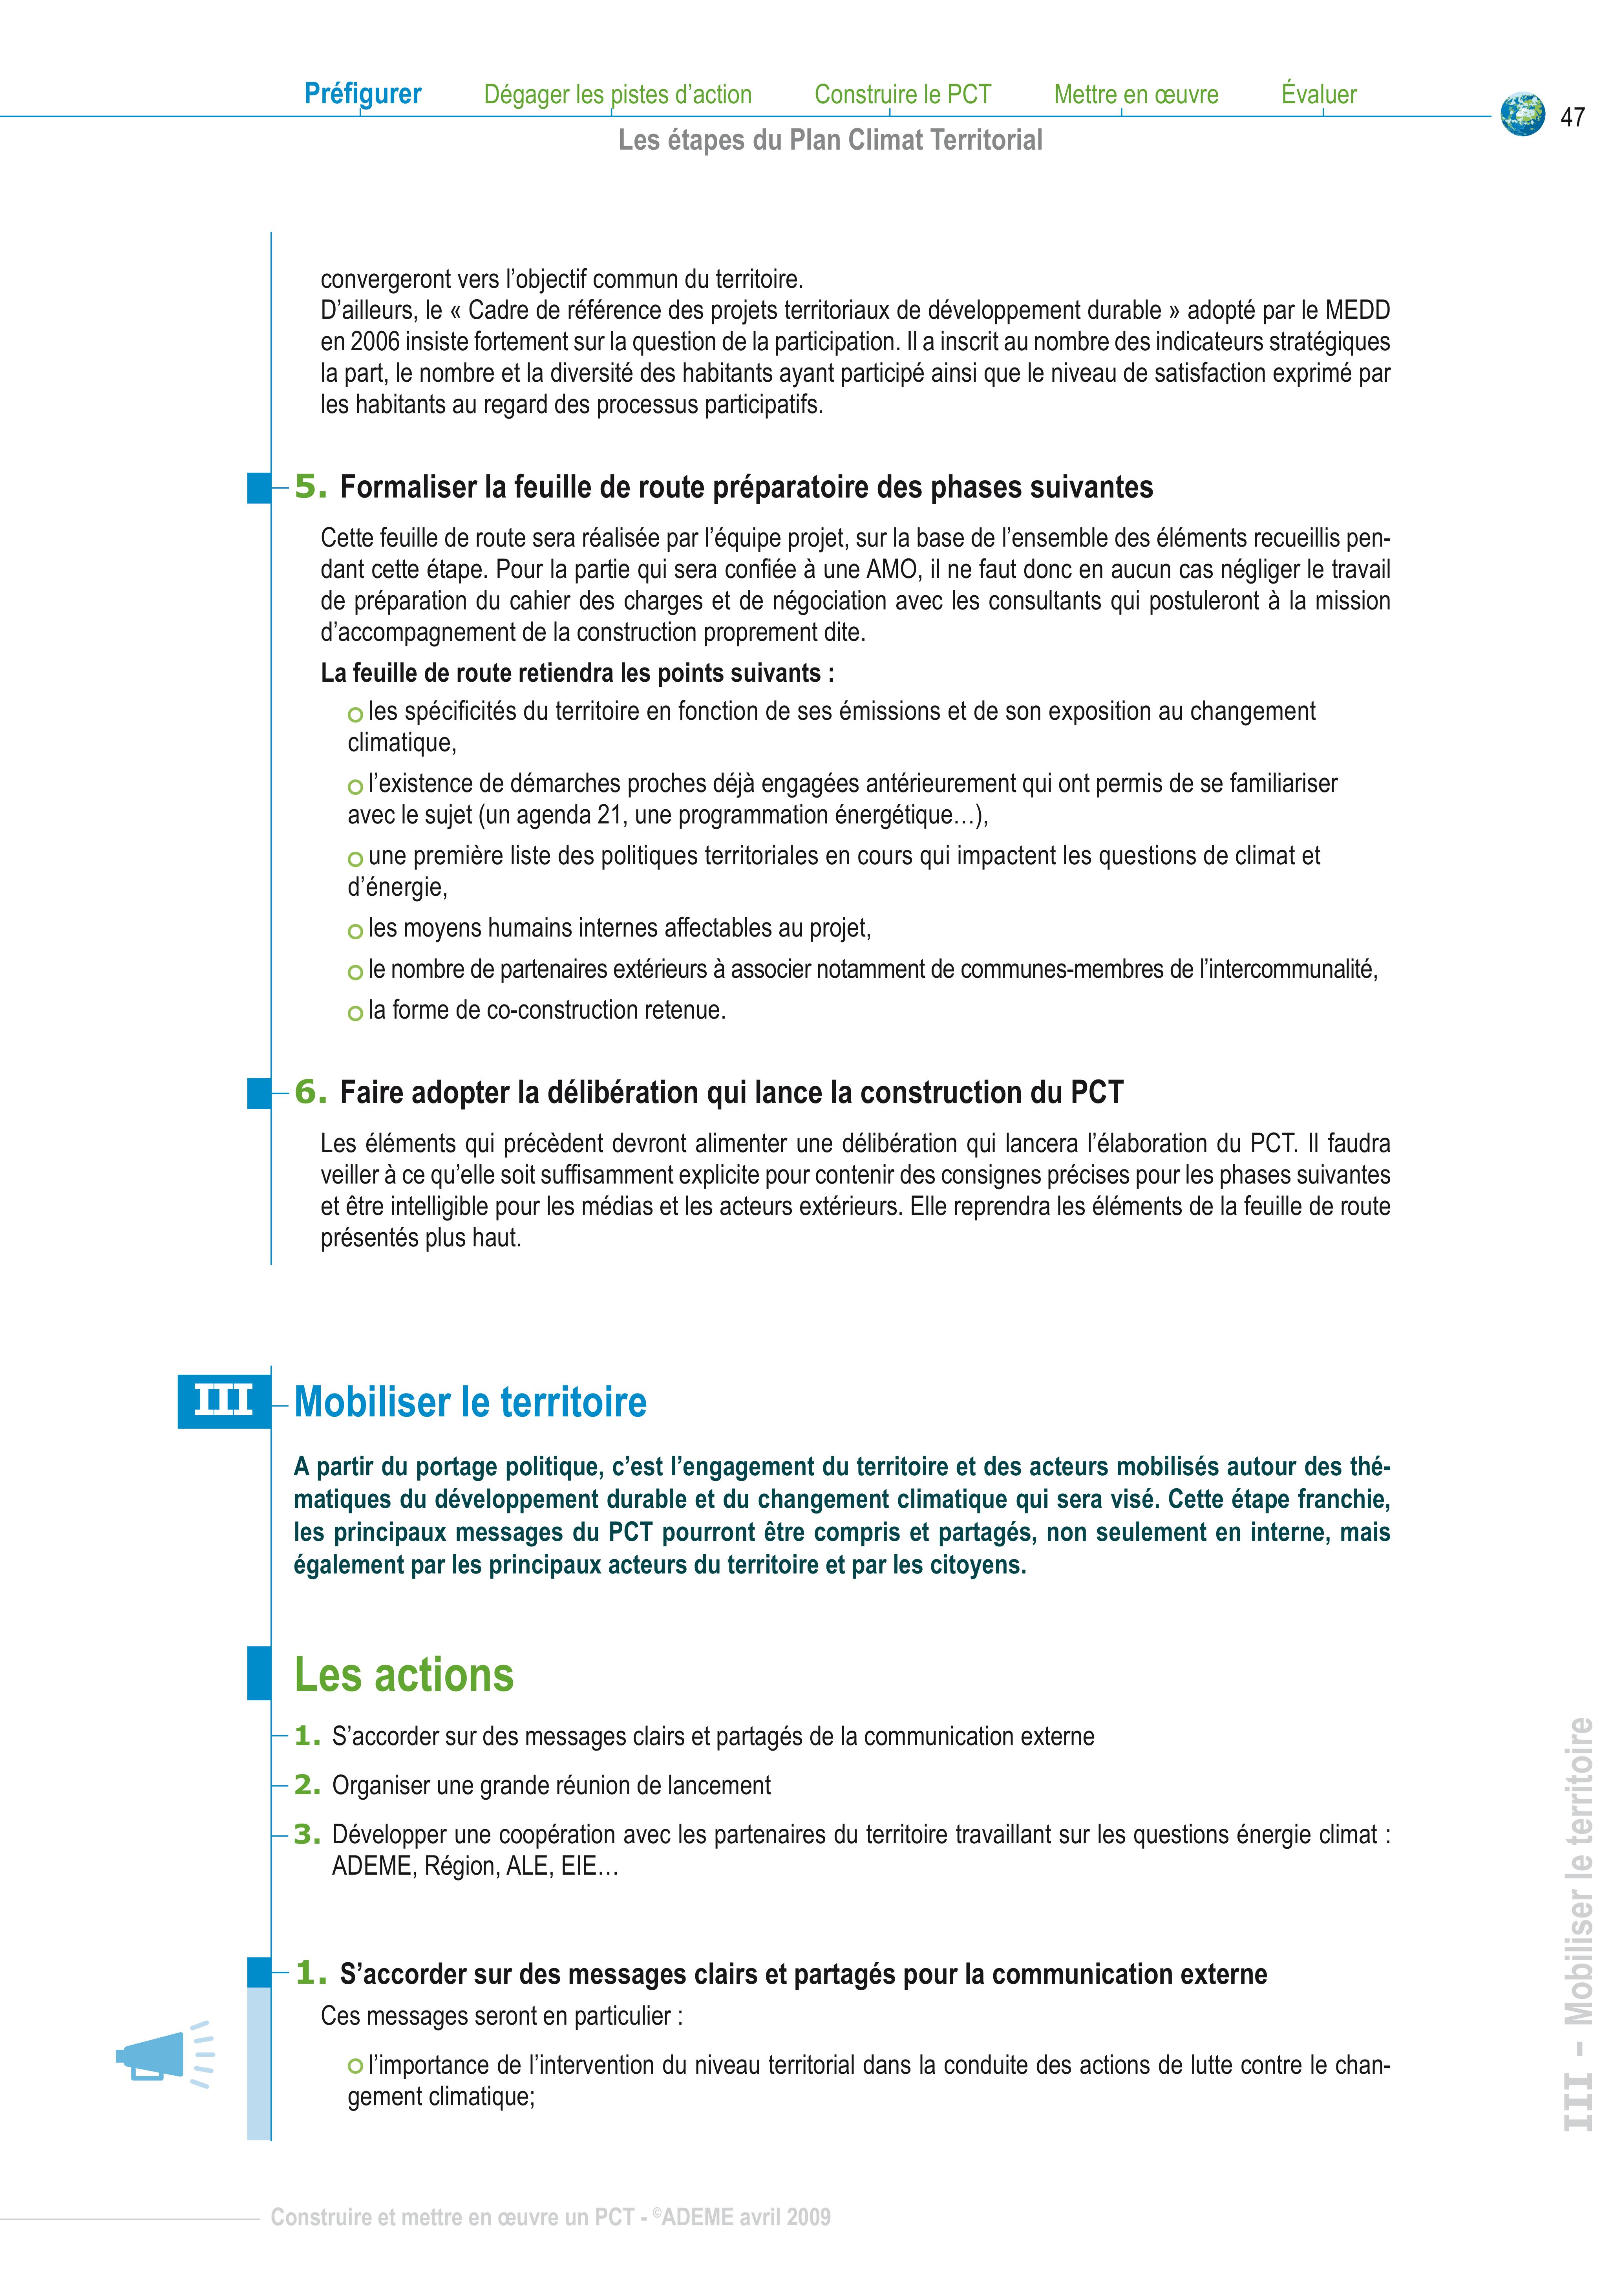 Préfigurer Dégager les pistes d’action Construire le PCT Mettre en œuvre Évaluer
47
Les étapes du Plan Climat Territorial
convergeront vers l’objectif commun du territoire.
D’ailleurs, le « Cadre de référence des projets territoriaux de développement durable » adopté par le MEDD
en 2006 insiste fortement sur la question de la participation. Il a inscrit au nombre des indicateurs stratégiques
la part, le nombre et la diversité des habitants ayant participé ainsi que le niveau de satisfaction exprimé par
les habitants au regard des processus participatifs.
5. Formaliser la feuille de route préparatoire des phases suivantes
Cette feuille de route sera réalisée par l’équipe projet, sur la base de l’ensemble des éléments recueillis pen-
dant cette étape. Pour la partie qui sera confiée à une AMO, il ne faut donc en aucun cas négliger le travail
de préparation du cahier des charges et de négociation avec les consultants qui postuleront à la mission
d’accompagnement de la construction proprement dite.
La feuille de route retiendra les points suivants :
les spécificités du territoire en fonction de ses émissions et de son exposition au changement
climatique,
l’existence de démarches proches déjà engagées antérieurement qui ont permis de se familiariser
avec le sujet (un agenda 21, une programmation énergétique…),
une première liste des politiques territoriales en cours qui impactent les questions de climat et
d’énergie,
les moyens humains internes affectables au projet,
le nombre de partenaires extérieurs à associer notamment de communes-membres de l’intercommunalité,
la forme de co-construction retenue.
6. Faire adopter la délibération qui lance la construction du PCT
Les éléments qui précèdent devront alimenter une délibération qui lancera l’élaboration du PCT. Il faudra
veiller à ce qu’elle soit suffisamment explicite pour contenir des consignes précises pour les phases suivantes
et être intelligible pour les médias et les acteurs extérieurs. Elle reprendra les éléments de la feuille de route
présentés plus haut.
III Mobiliser le territoire
A partir du portage politique, c’est l’engagement du territoire et des acteurs mobilisés autour des thé-
matiques du développement durable et du changement climatique qui sera visé. Cette étape franchie,
les principaux messages du PCT pourront être compris et partagés, non seulement en interne, mais
également par les principaux acteurs du territoire et par les citoyens.
Les actions
1. S’accorder sur des messages clairs et partagés de la communication externe
2. Organiser une grande réunion de lancement
3. Développer une coopération avec les partenaires du territoire travaillant sur les questions énergie climat :
ADEME, Région, ALE, EIE…
1. S’accorder sur des messages clairs et partagés pour la communication externe
Ces messages seront en particulier :
l’importance de l’intervention du niveau territorial dans la conduite des actions de lutte contre le chan-
gement climatique;
III - Mobiliser le territoire
Construire et mettre en œuvre un PCT - ©ADEME avril 2009